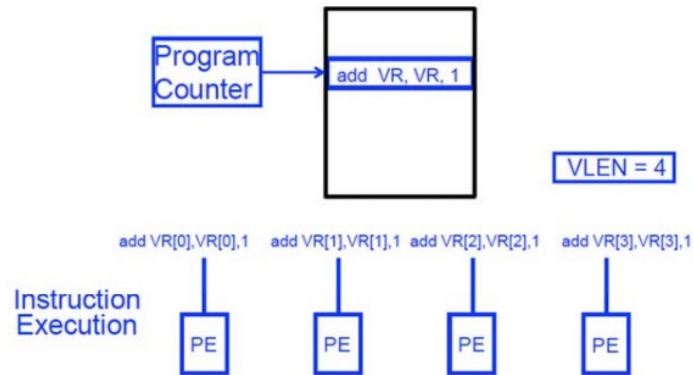 Program
Counter
add VR, VR, 1
VLEN = 4
add VR[0],VR[0],1
add VR[1],VR[1],1
add VR[2],VR[2],1
add VR[3],VR[3],1
Instruction
Execution
PE
PE
PE
PE